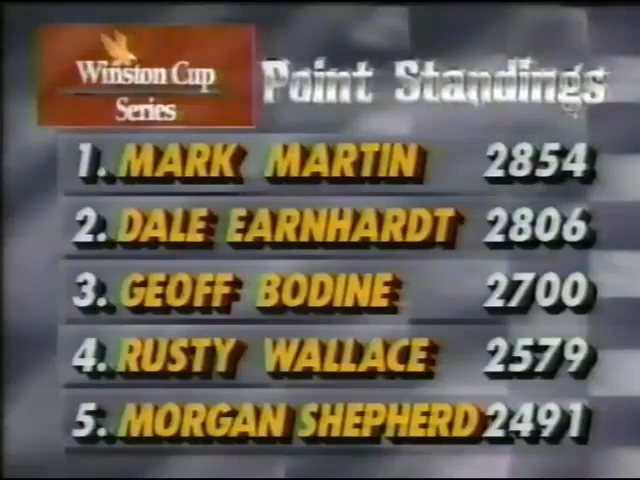 Winston Cup
Series
Point Standings
1. MARK MARTIN 2854
2. DALE EARNHARDT 2806
3. GEOFF BODINE 2700
4. RUSTY WALLACE 2579
5. MORGAN SHEPHERD 2491